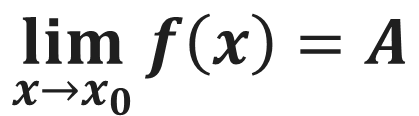 lim f(x) = A
x→x₀